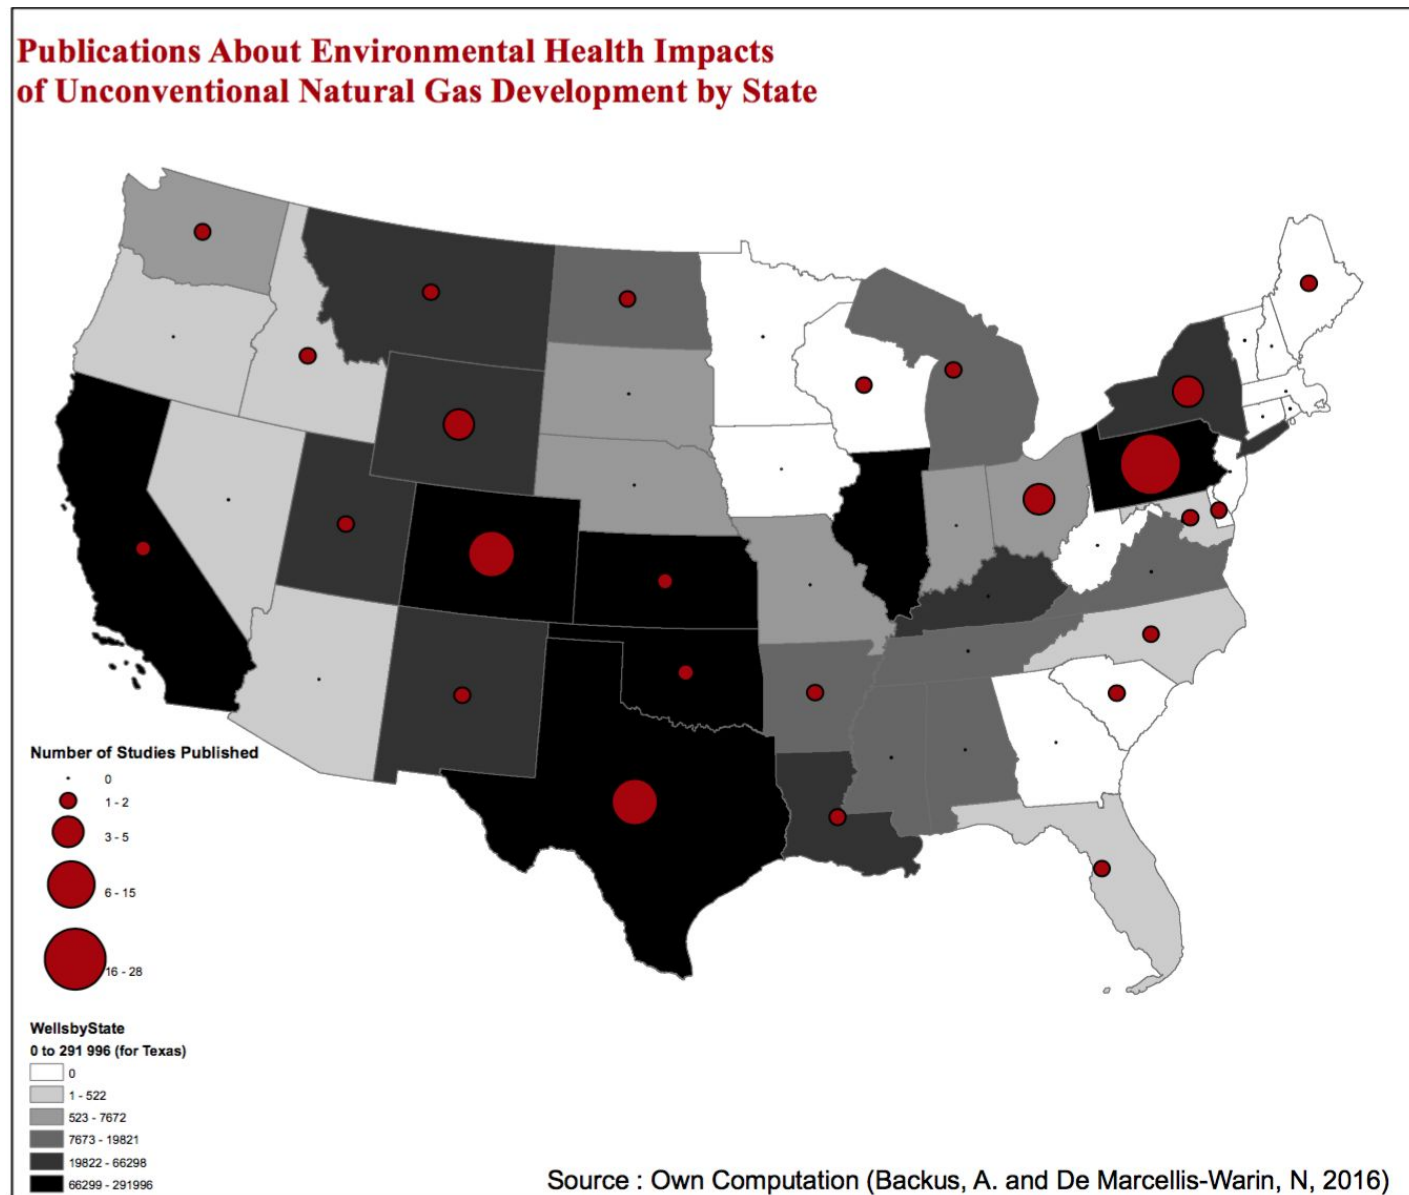 Publications About Environmental Health Impacts
of Unconventional Natural Gas Development by State
Number of Studies Published
0
1 - 2
3 - 5
6 - 15
16 - 28
WellsbyState
0 to 291 996 (for Texas)
0
1 - 522
523 - 7672
7673 - 19821
19822 - 66298
66299 - 291996
Source : Own Computation (Backus, A. and De Marcellis-Warin, N, 2016)